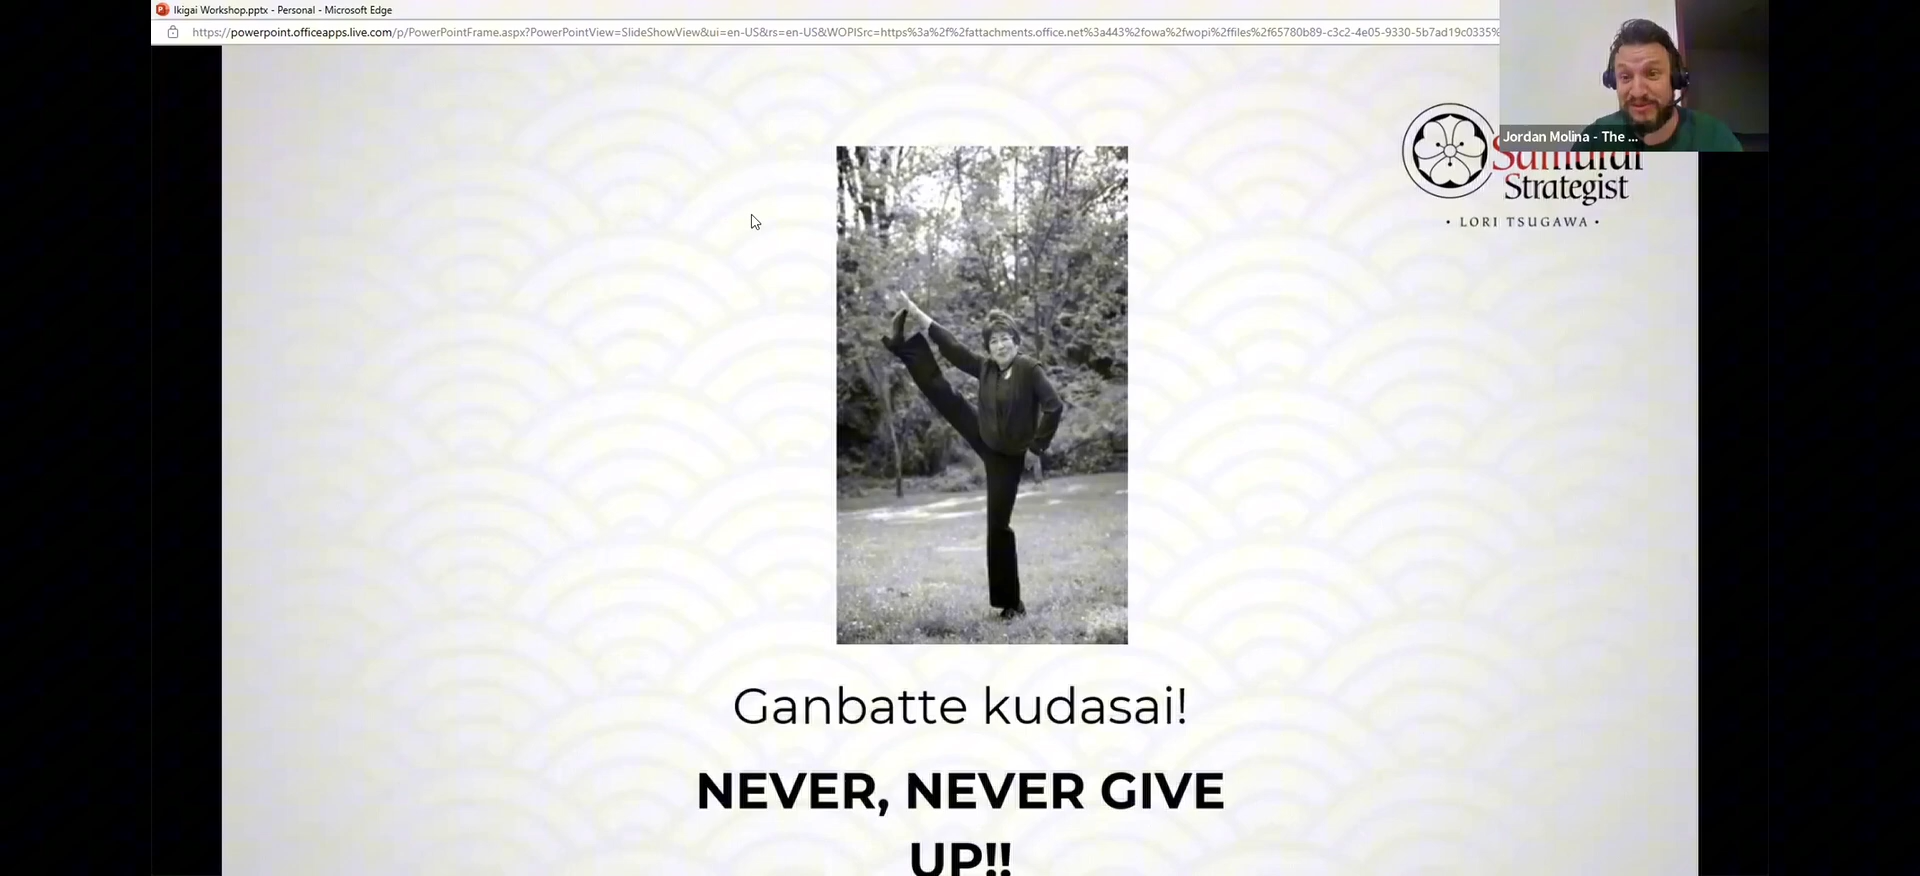 Ikigai Workshop.pptx - Personal - Microsoft Edge
https://powerpoint.officeapps.live.com/p/PowerPointFrame.aspx?PowerPointView=SlideShowView&ui=en-US&rs=en-US&WOPISrc=https%3a%2f%2fattachments.office.net%3a443%2fowa%2fwopi%2ffiles%2f65780b89-c3c2-4e05-9330-5b7ad19c0335%
Jordan Molina - The ...
Samurai
Strategist
• LORI TSUGAWA •
Ganbatte kudasai!
NEVER, NEVER GIVE
UP!!